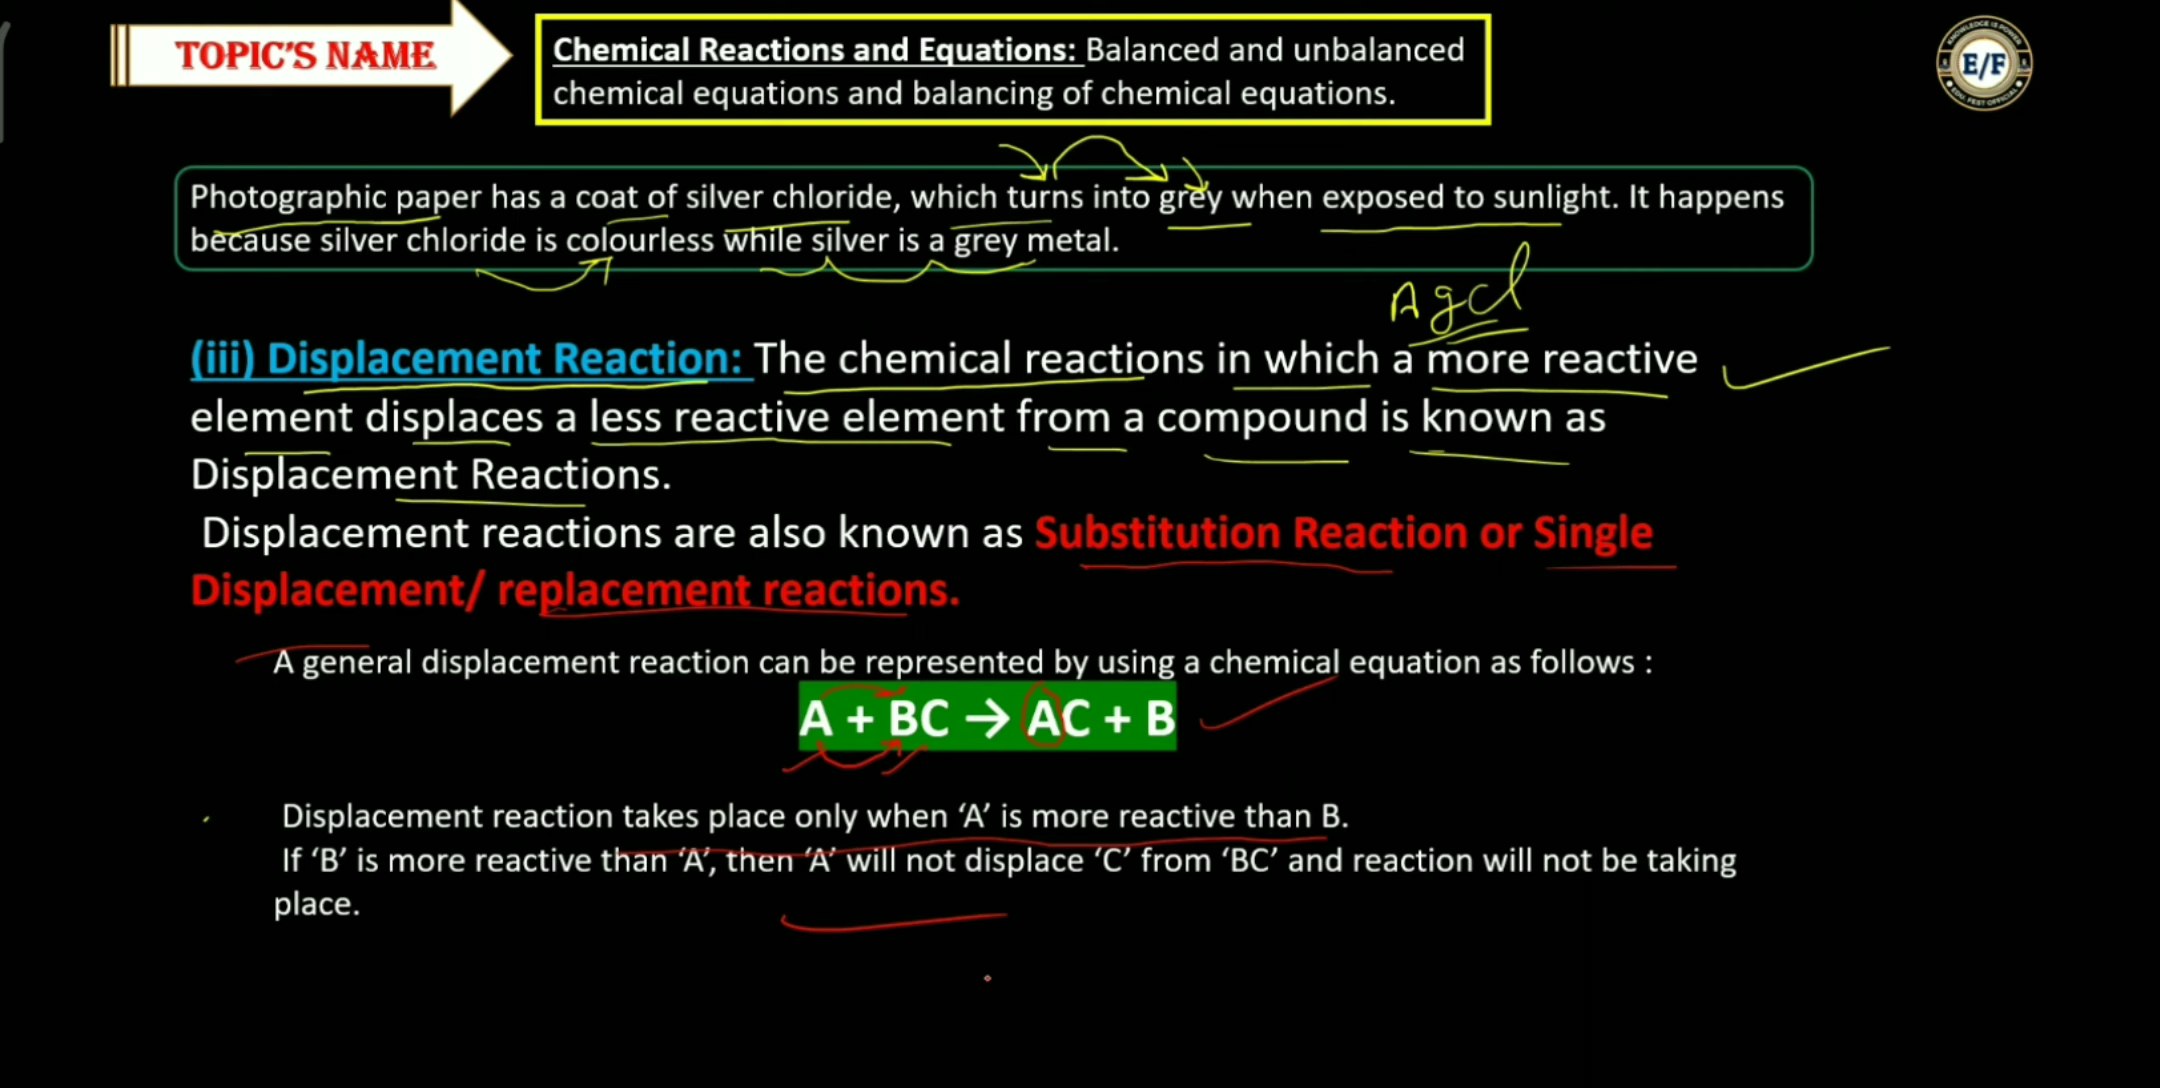 TOPIC'S NAME
Chemical Reactions and Equations: Balanced and unbalanced
chemical equations and balancing of chemical equations.
KNOWLEDGE IS POWER
E/F
EDU FEST OFFICIAL
Photographic paper has a coat of silver chloride, which turns into grey when exposed to sunlight. It happens
because silver chloride is colourless while silver is a grey metal.
Agcl
(iii) Displacement Reaction: The chemical reactions in which a more reactive
element displaces a less reactive element from a compound is known as
Displacement Reactions.
Displacement reactions are also known as Substitution Reaction or Single
Displacement/ replacement reactions.
A general displacement reaction can be represented by using a chemical equation as follows :
A + BC → AC + B
Displacement reaction takes place only when ‘A’ is more reactive than B.
If ‘B’ is more reactive than ‘A’, then ‘A’ will not displace ‘C’ from ‘BC’ and reaction will not be taking
place.